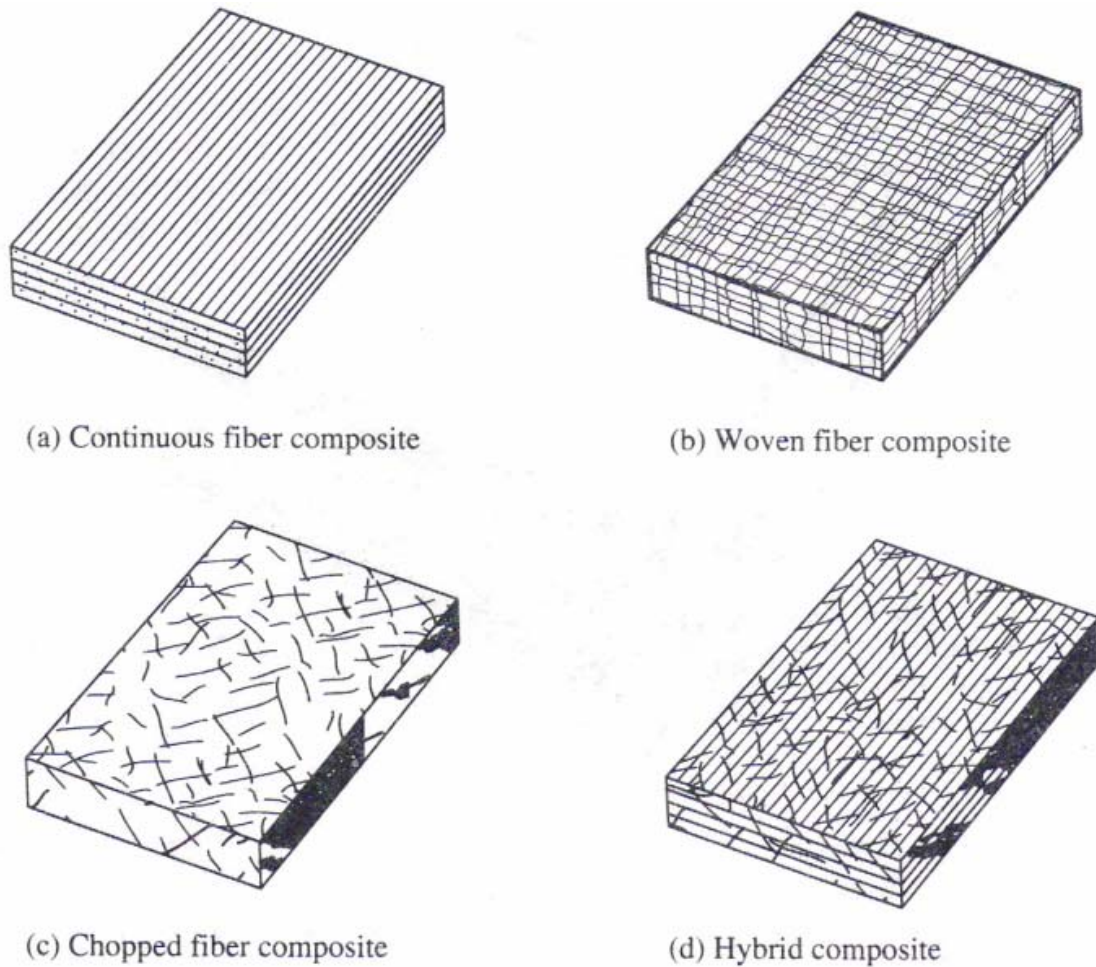 (a) Continuous fiber composite
(b) Woven fiber composite
(c) Chopped fiber composite
(d) Hybrid composite